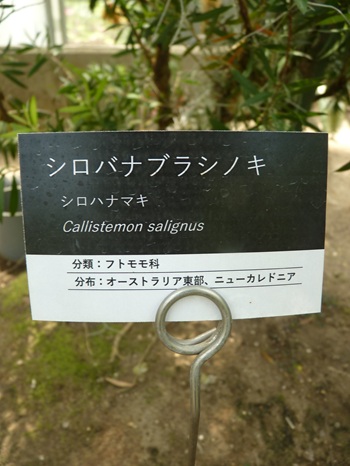 シロバナブラシノキ
シロハナマキ
Callistemon salignus
分類：フトモモ科
分布：オーストラリア東部、ニューカレドニア